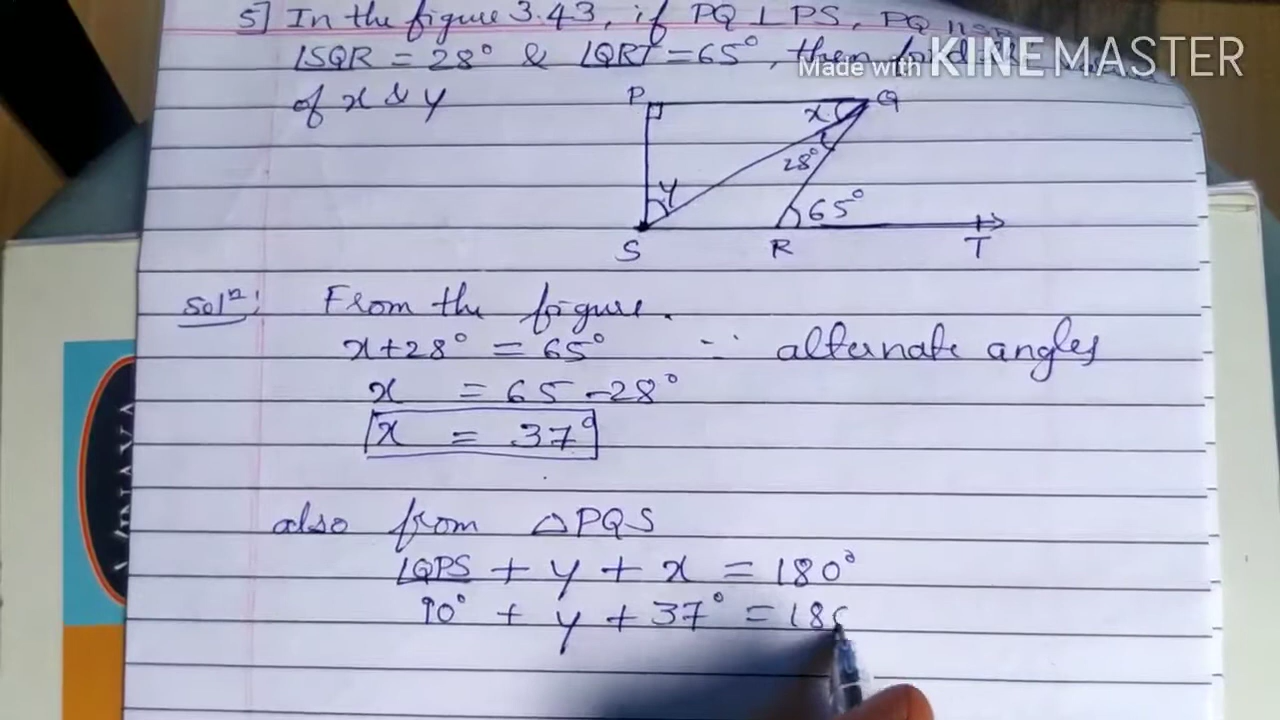 5] In the figure 3.43, if PQ ⊥ PS, PQ ||
∠SQR = 28° & ∠QRT = 65°, then
Made with KINEMASTER
of x & y
P
Q
x
28°
y
65°
S
R
T
Solⁿ: From the figure.
x+28° = 65° ∵ alternate angles
x = 65 - 28°
x = 37°
also from △PQS
∠QPS + y + x = 180°
90° + y + 37° = 18